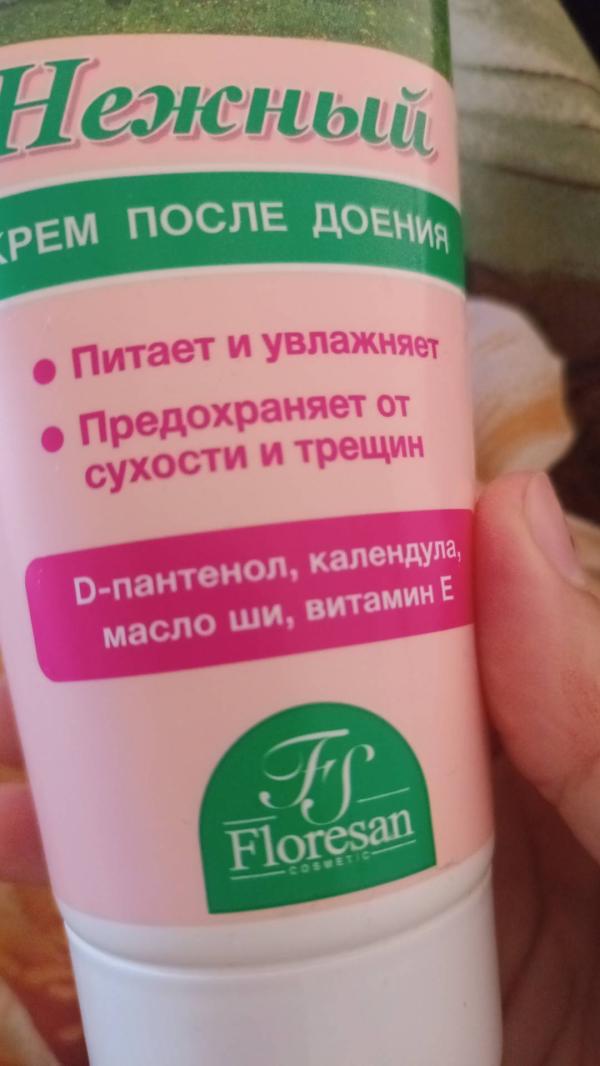 Нежный
КРЕМ ПОСЛЕ ДОЕНИЯ
• Питает и увлажняет
• Предохраняет от
сухости и трещин
D-пантенол, календула,
масло ши, витамин Е
FS
Floresan
COSMETIC